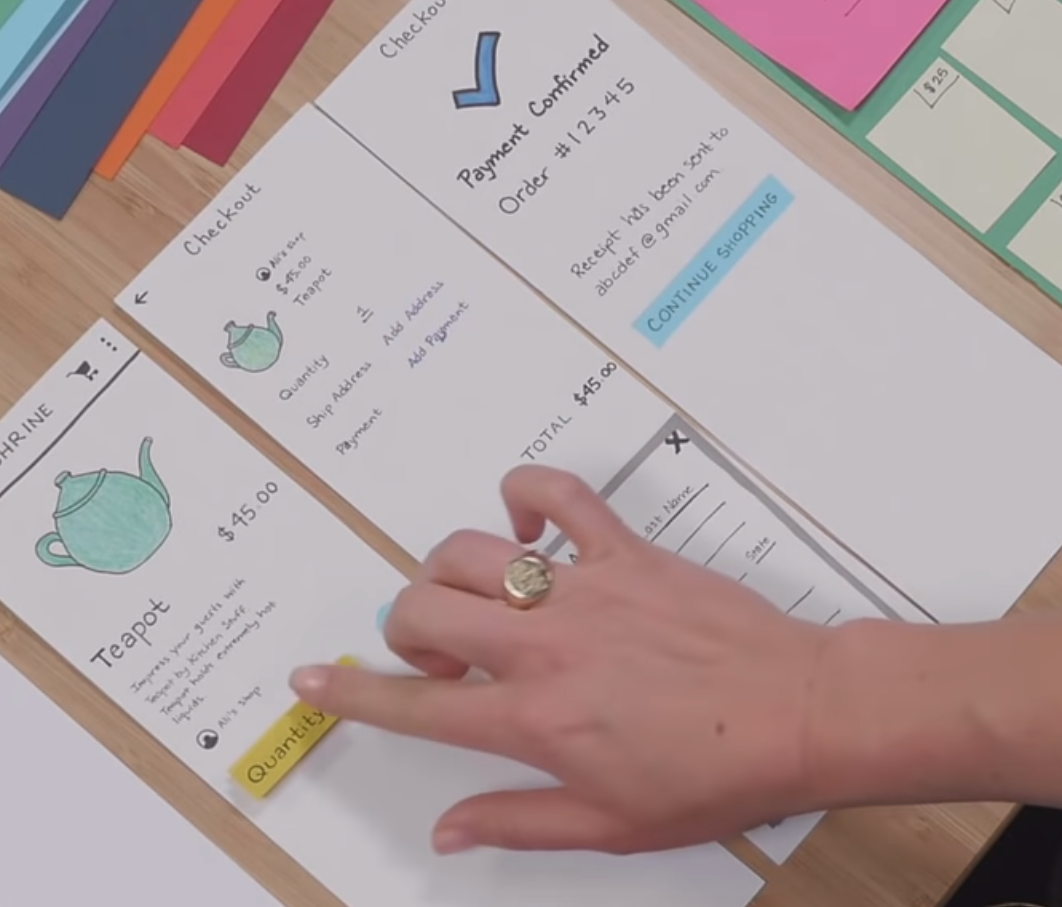 $45.00
Teapot
Impress your guests with
teapot by Kitchen Stuff
Teapot holds extremely hot
liquids.
Ali's shop
Quantity
Checkout
Ali's shop
$45.00
Teapot
Quantity 1
Ship Address Add Address
Payment Add Payment
TOTAL $45.00
X
Last Name
State
Payment Confirmed
Order #12345
Receipt has been sent to
abcdef@gmail.com
CONTINUE SHOPPING
$25